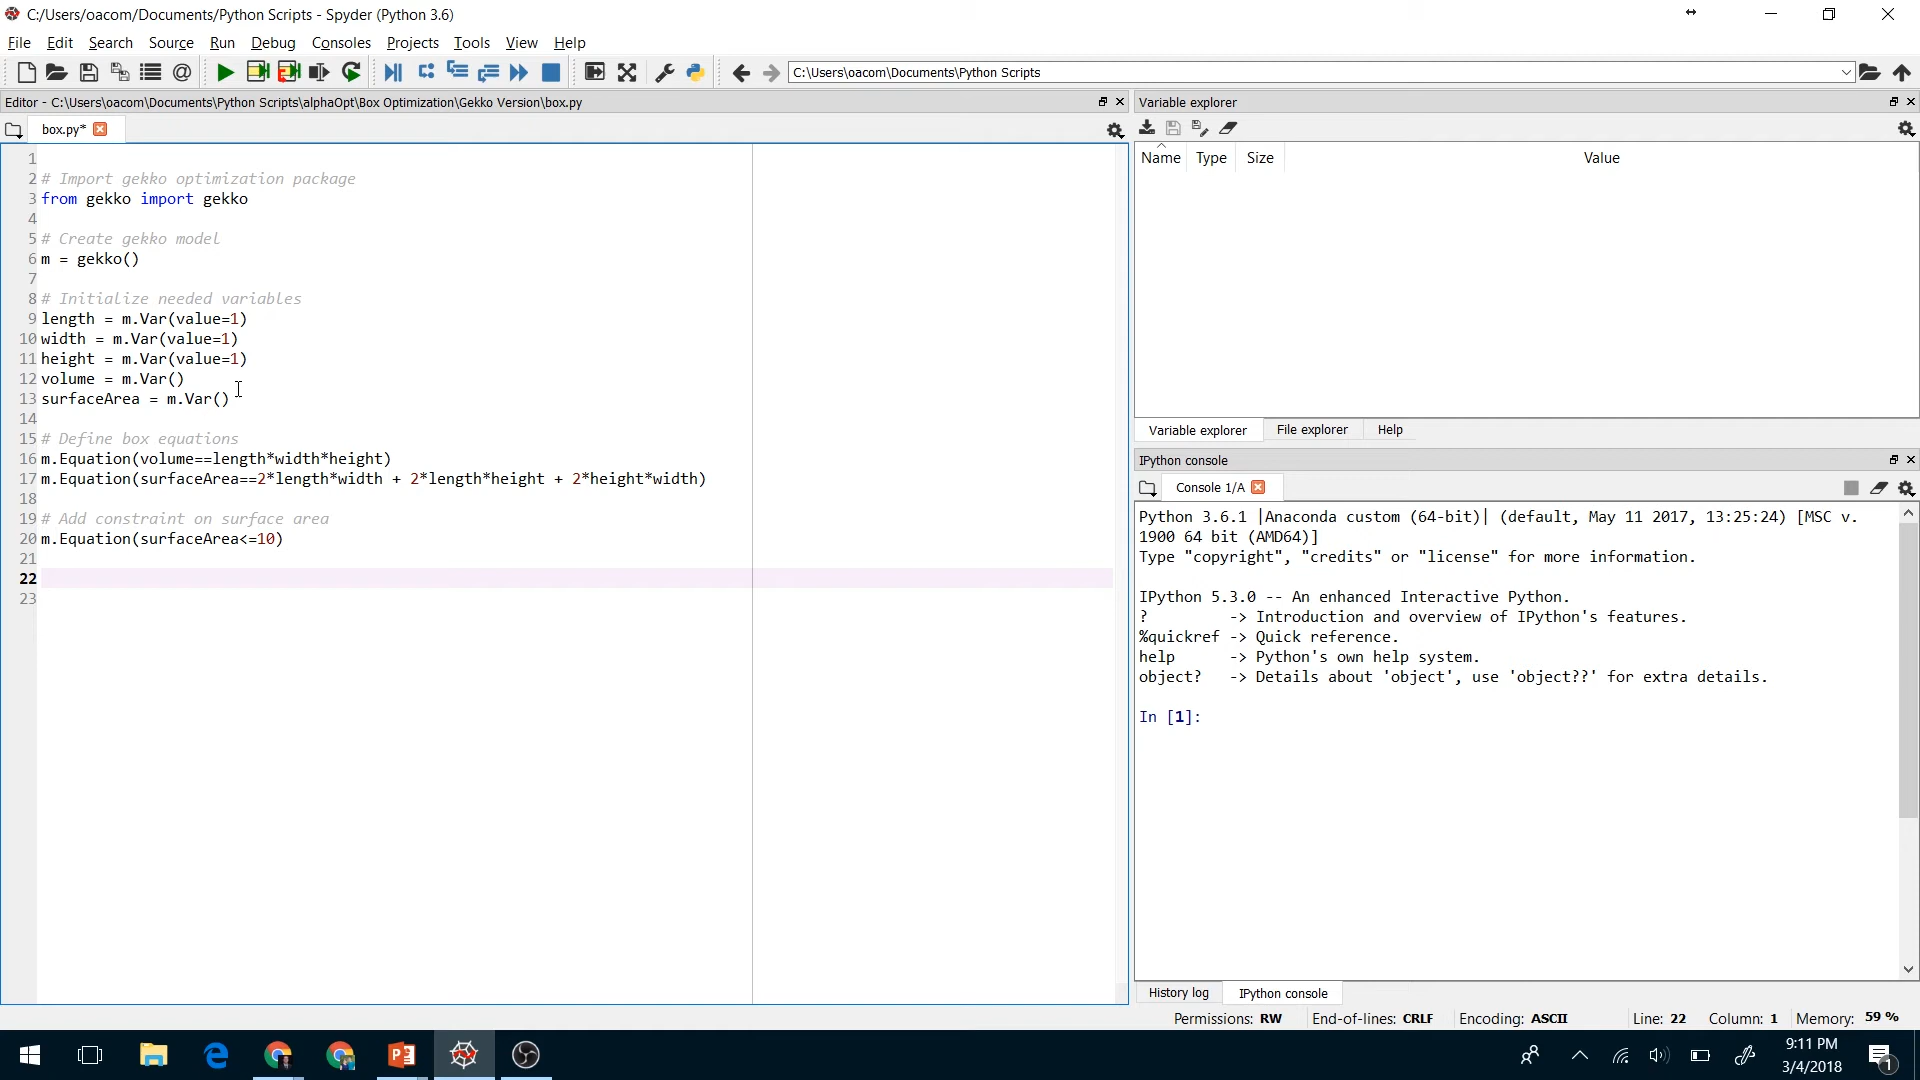 C:/Users/oacom/Documents/Python Scripts - Spyder (Python 3.6)
File Edit Search Source Run Debug Consoles Projects Tools View Help
C:\Users\oacom\Documents\Python Scripts
Editor - C:\Users\oacom\Documents\Python Scripts\alphaOpt\Box Optimization\Gekko Version\box.py
box.py*
1
2 # Import gekko optimization package
3 from gekko import gekko
4
5 # Create gekko model
6 m = gekko()
7
8 # Initialize needed variables
9 length = m.Var(value=1)
10 width = m.Var(value=1)
11 height = m.Var(value=1)
12 volume = m.Var()
13 surfaceArea = m.Var()
14
15 # Define box equations
16 m.Equation(volume==length*width*height)
17 m.Equation(surfaceArea==2*length*width + 2*length*height + 2*height*width)
18
19 # Add constraint on surface area
20 m.Equation(surfaceArea<=10)
21
22
23
Variable explorer
Name Type Size Value
Variable explorer File explorer Help
IPython console
Console 1/A
Python 3.6.1 |Anaconda custom (64-bit)| (default, May 11 2017, 13:25:24) [MSC v.
1900 64 bit (AMD64)]
Type "copyright", "credits" or "license" for more information.
IPython 5.3.0 -- An enhanced Interactive Python.
? -> Introduction and overview of IPython's features.
%quickref -> Quick reference.
help -> Python's own help system.
object? -> Details about 'object', use 'object??' for extra details.
In [1]:
History log IPython console
Permissions: RW End-of-lines: CRLF Encoding: ASCII Line: 22 Column: 1 Memory: 59 %
9:11 PM
3/4/2018
1